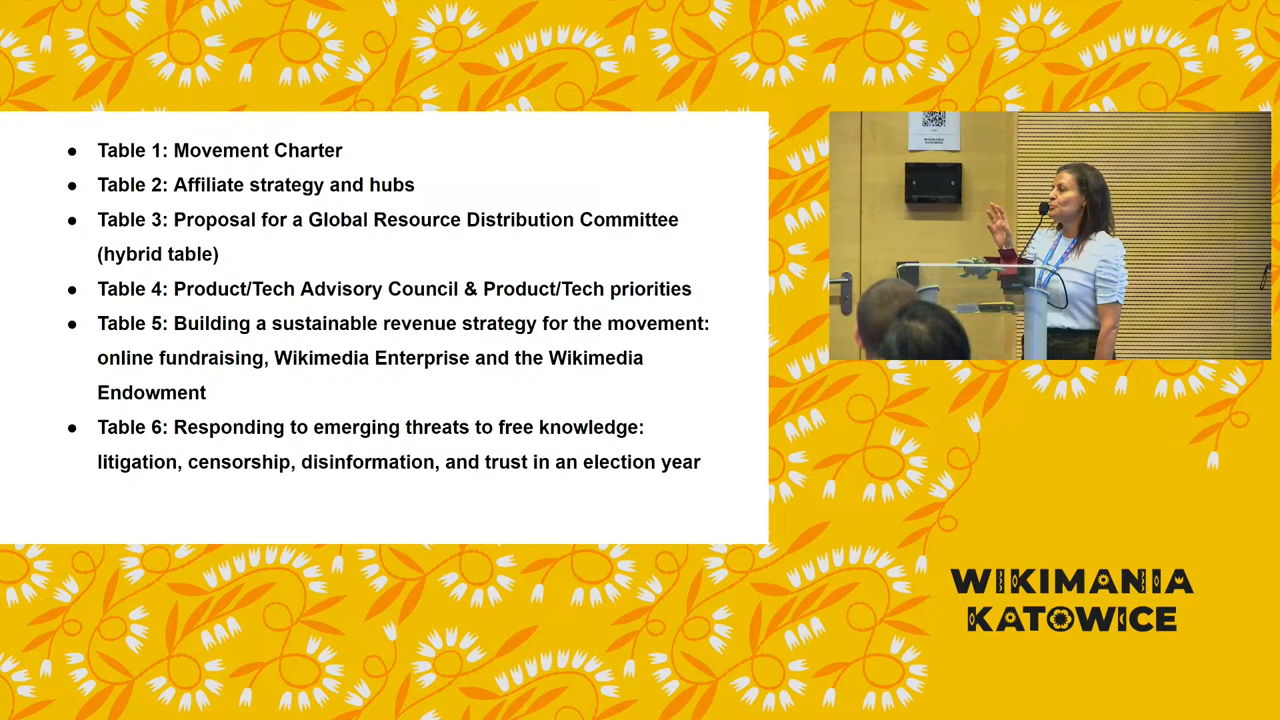 ● Table 1: Movement Charter
● Table 2: Affiliate strategy and hubs
● Table 3: Proposal for a Global Resource Distribution Committee
(hybrid table)
● Table 4: Product/Tech Advisory Council & Product/Tech priorities
● Table 5: Building a sustainable revenue strategy for the movement:
online fundraising, Wikimedia Enterprise and the Wikimedia
Endowment
● Table 6: Responding to emerging threats to free knowledge:
litigation, censorship, disinformation, and trust in an election year
WIKIMANIA
KATOWICE